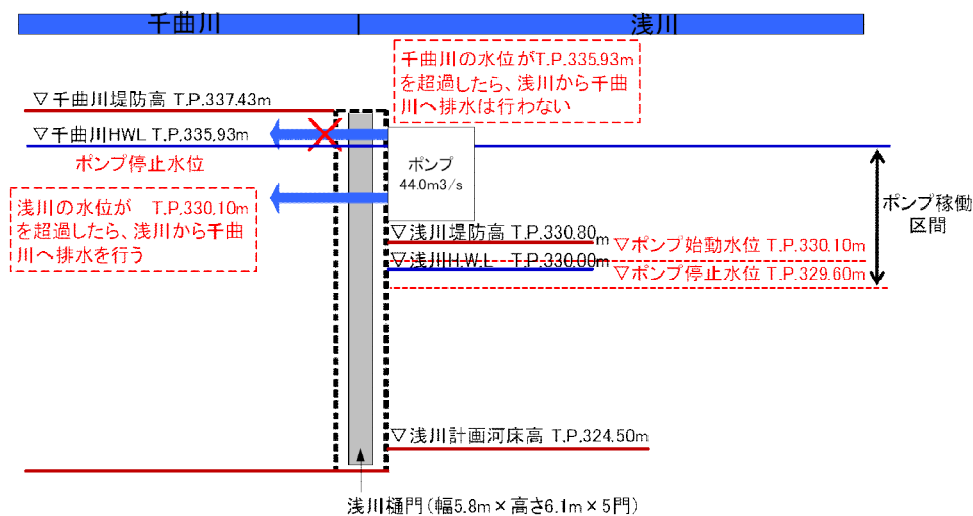 千曲川
浅川
千曲川の水位がT.P.335.93m
を超過したら、浅川から千曲
川へ排水は行わない
▽千曲川堤防高 T.P.337.43m
▽千曲川HWL T.P.335.93m
ポンプ停止水位
ポンプ
44.0m3/s
浅川の水位が T.P.330.10m
を超過したら、浅川から千曲
川へ排水を行う
ポンプ稼働
区間
▽浅川堤防高 T.P.330.80m
▽ポンプ始動水位 T.P.330.10m
▽浅川H.W.L T.P.330.00m
▽ポンプ停止水位 T.P.329.60m
▽浅川計画河床高 T.P.324.50m
浅川樋門(幅5.8m×高さ6.1m×5門)